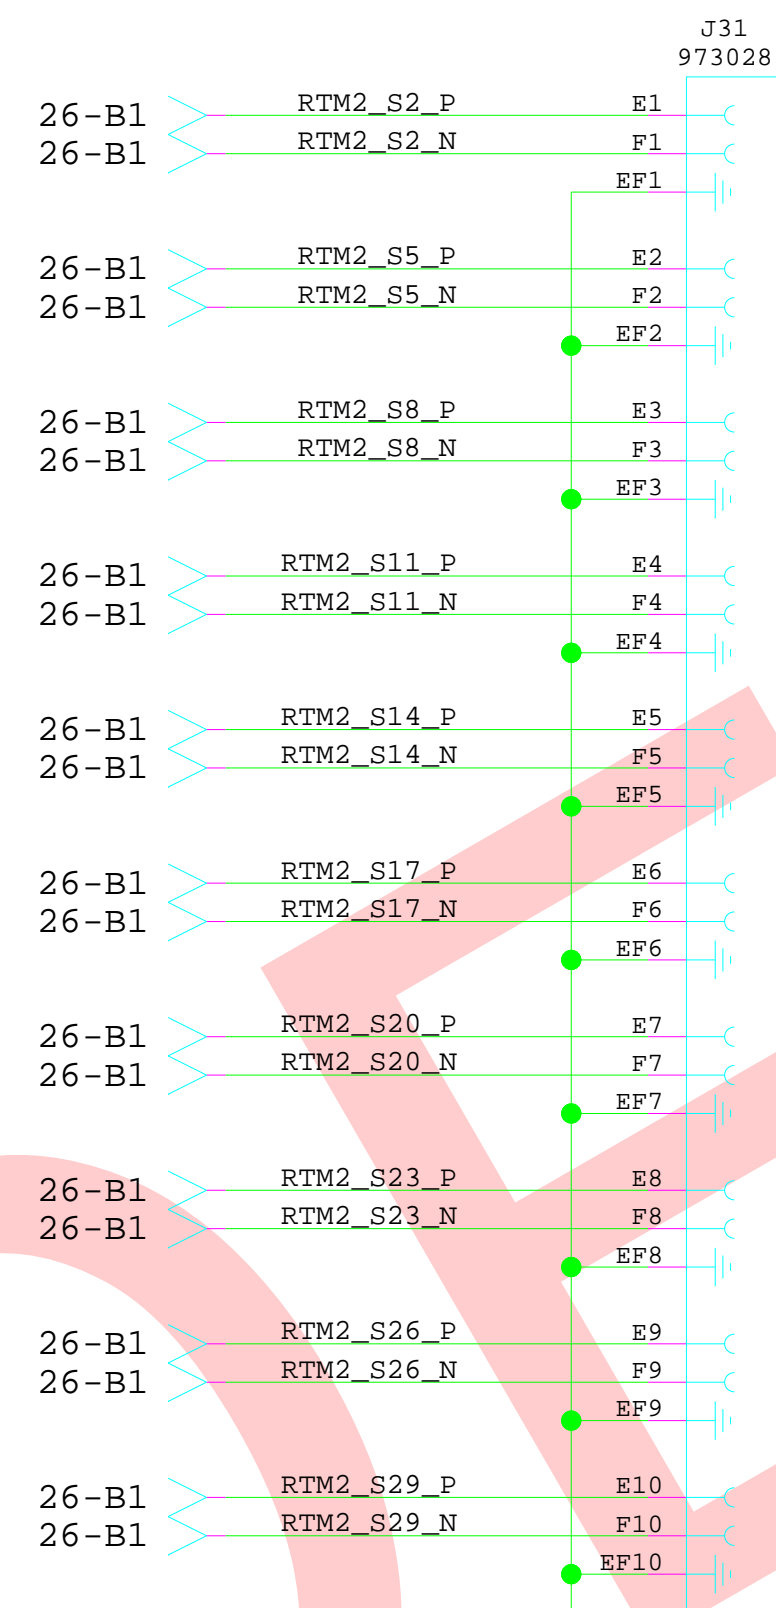 J31
973028
26-B1 RTM2_S2_P E1
26-B1 RTM2_S2_N F1
EF1
26-B1 RTM2_S5_P E2
26-B1 RTM2_S5_N F2
EF2
26-B1 RTM2_S8_P E3
26-B1 RTM2_S8_N F3
EF3
26-B1 RTM2_S11_P E4
26-B1 RTM2_S11_N F4
EF4
26-B1 RTM2_S14_P E5
26-B1 RTM2_S14_N F5
EF5
26-B1 RTM2_S17_P E6
26-B1 RTM2_S17_N F6
EF6
26-B1 RTM2_S20_P E7
26-B1 RTM2_S20_N F7
EF7
26-B1 RTM2_S23_P E8
26-B1 RTM2_S23_N F8
EF8
26-B1 RTM2_S26_P E9
26-B1 RTM2_S26_N F9
EF9
26-B1 RTM2_S29_P E10
26-B1 RTM2_S29_N F10
EF10